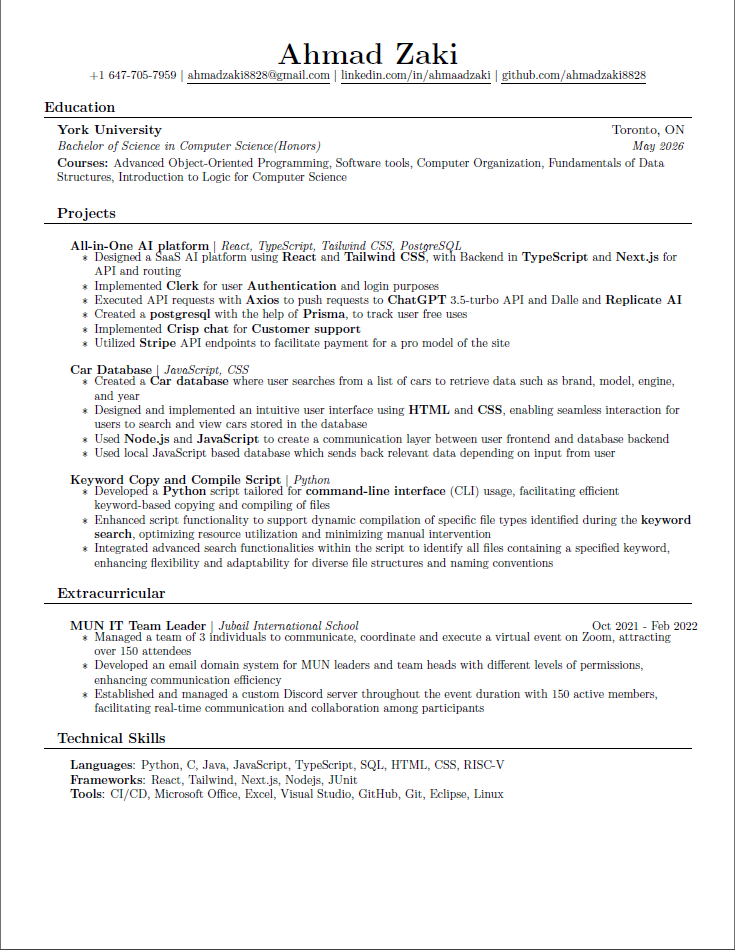 Ahmad Zaki
+1 647-705-7959 | ahmadzaki8828@gmail.com | linkedin.com/in/ahmaadzaki | github.com/ahmadzaki8828
Education
York University Toronto, ON
Bachelor of Science in Computer Science(Honors) May 2026
Courses: Advanced Object-Oriented Programming, Software tools, Computer Organization, Fundamentals of Data
Structures, Introduction to Logic for Computer Science
Projects
All-in-One AI platform | React, TypeScript, Tailwind CSS, PostgreSQL
* Designed a SaaS AI platform using React and Tailwind CSS, with Backend in TypeScript and Next.js for
API and routing
* Implemented Clerk for user Authentication and login purposes
* Executed API requests with Axios to push requests to ChatGPT 3.5-turbo API and Dalle and Replicate AI
* Created a postgresql with the help of Prisma, to track user free uses
* Implemented Crisp chat for Customer support
* Utilized Stripe API endpoints to facilitate payment for a pro model of the site
Car Database | JavaScript, CSS
* Created a Car database where user searches from a list of cars to retrieve data such as brand, model, engine,
and year
* Designed and implemented an intuitive user interface using HTML and CSS, enabling seamless interaction for
users to search and view cars stored in the database
* Used Node.js and JavaScript to create a communication layer between user frontend and database backend
* Used local JavaScript based database which sends back relevant data depending on input from user
Keyword Copy and Compile Script | Python
* Developed a Python script tailored for command-line interface (CLI) usage, facilitating efficient
keyword-based copying and compiling of files
* Enhanced script functionality to support dynamic compilation of specific file types identified during the keyword
search, optimizing resource utilization and minimizing manual intervention
* Integrated advanced search functionalities within the script to identify all files containing a specified keyword,
enhancing flexibility and adaptability for diverse file structures and naming conventions
Extracurricular
MUN IT Team Leader | Jubail International School Oct 2021 - Feb 2022
* Managed a team of 3 individuals to communicate, coordinate and execute a virtual event on Zoom, attracting
over 150 attendees
* Developed an email domain system for MUN leaders and team heads with different levels of permissions,
enhancing communication efficiency
* Established and managed a custom Discord server throughout the event duration with 150 active members,
facilitating real-time communication and collaboration among participants
Technical Skills
Languages: Python, C, Java, JavaScript, TypeScript, SQL, HTML, CSS, RISC-V
Frameworks: React, Tailwind, Next.js, Nodejs, JUnit
Tools: CI/CD, Microsoft Office, Excel, Visual Studio, GitHub, Git, Eclipse, Linux